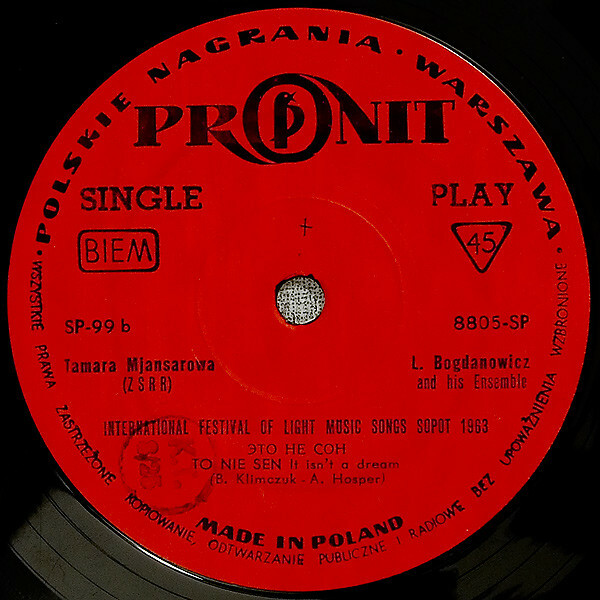 POLSKIE NAGRANIA · WARSZAWA ·
PRONIT
SINGLE PLAY
BIEM 45
SP-99 b 8805-SP
Tamara Mjansarowa L. Bogdanowicz
(ZSRR) and his Ensemble
INTERNATIONAL FESTIVAL OF LIGHT MUSIC SONGS SOPOT 1963
ЭТО НЕ СОН
TO NIE SEN It isn't a dream
(B. Klimczuk - A. Hosper)
MADE IN POLAND
· WSZYSTKIE PRAWA ZASTRZEŻONE KOPIOWANIE, ODTWARZANIE PUBLICZNE I RADIOWE BEZ UPOWAŻNIENIA WZBRONIONE